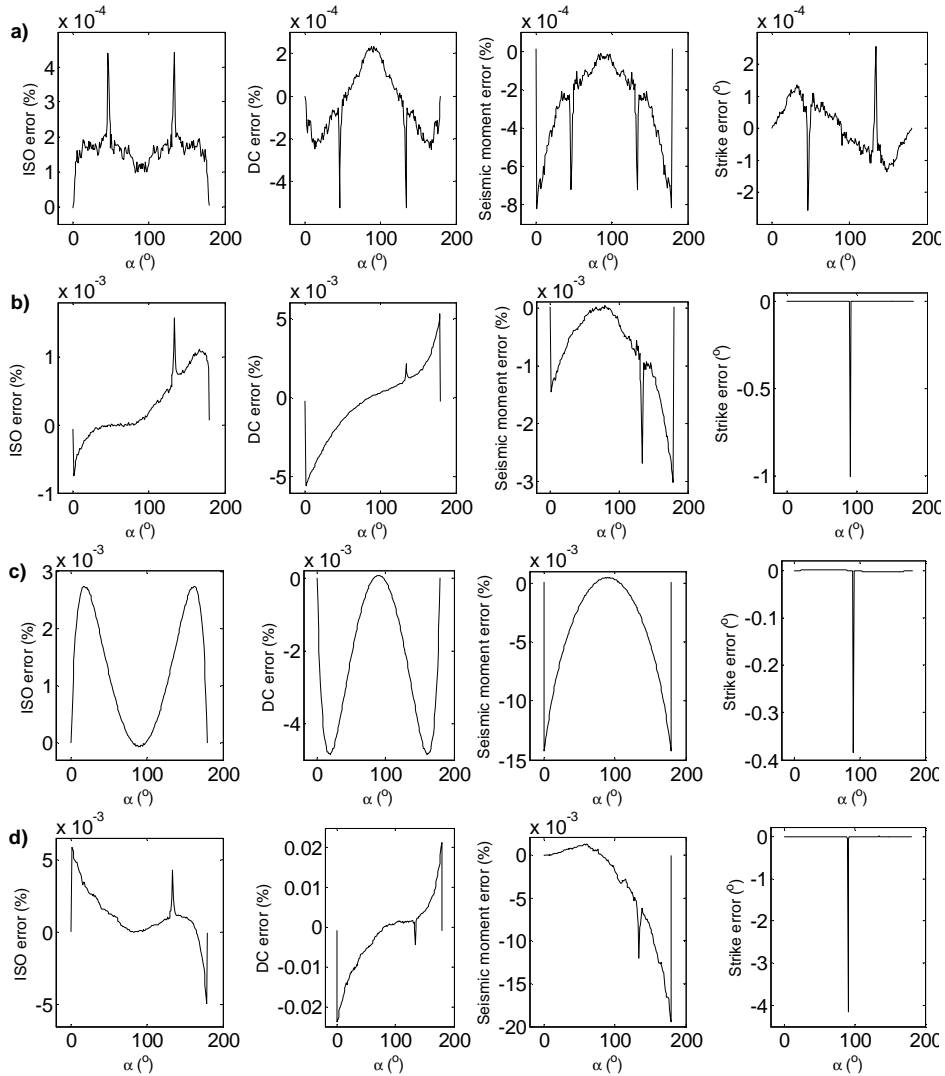 a)
x 10⁻⁴
ISO error (%)
4
3
2
1
0
0 100 200
α (°)
x 10⁻⁴
DC error (%)
2
0
-2
-4
0 100 200
α (°)
x 10⁻⁴
Seismic moment error (%)
0
-2
-4
-6
-8
0 100 200
α (°)
x 10⁻⁴
Strike error (°)
2
1
0
-1
-2
0 100 200
α (°)
b)
x 10⁻³
ISO error (%)
1
0
-1
0 100 200
α (°)
x 10⁻³
DC error (%)
5
0
-5
0 100 200
α (°)
x 10⁻³
Seismic moment error (%)
0
-1
-2
-3
0 100 200
α (°)
Strike error (°)
0
-0.5
-1
0 100 200
α (°)
c)
x 10⁻³
ISO error (%)
3
2
1
0
0 100 200
α (°)
x 10⁻³
DC error (%)
0
-2
-4
0 100 200
α (°)
x 10⁻³
Seismic moment error (%)
0
-5
-10
-15
0 100 200
α (°)
Strike error (°)
0
-0.1
-0.2
-0.3
-0.4
0 100 200
α (°)
d)
x 10⁻³
ISO error (%)
5
0
-5
0 100 200
α (°)
DC error (%)
0.02
0.01
0
-0.01
-0.02
0 100 200
α (°)
x 10⁻³
Seismic moment error (%)
0
-5
-10
-15
-20
0 100 200
α (°)
Strike error (°)
0
-1
-2
-3
-4
0 100 200
α (°)